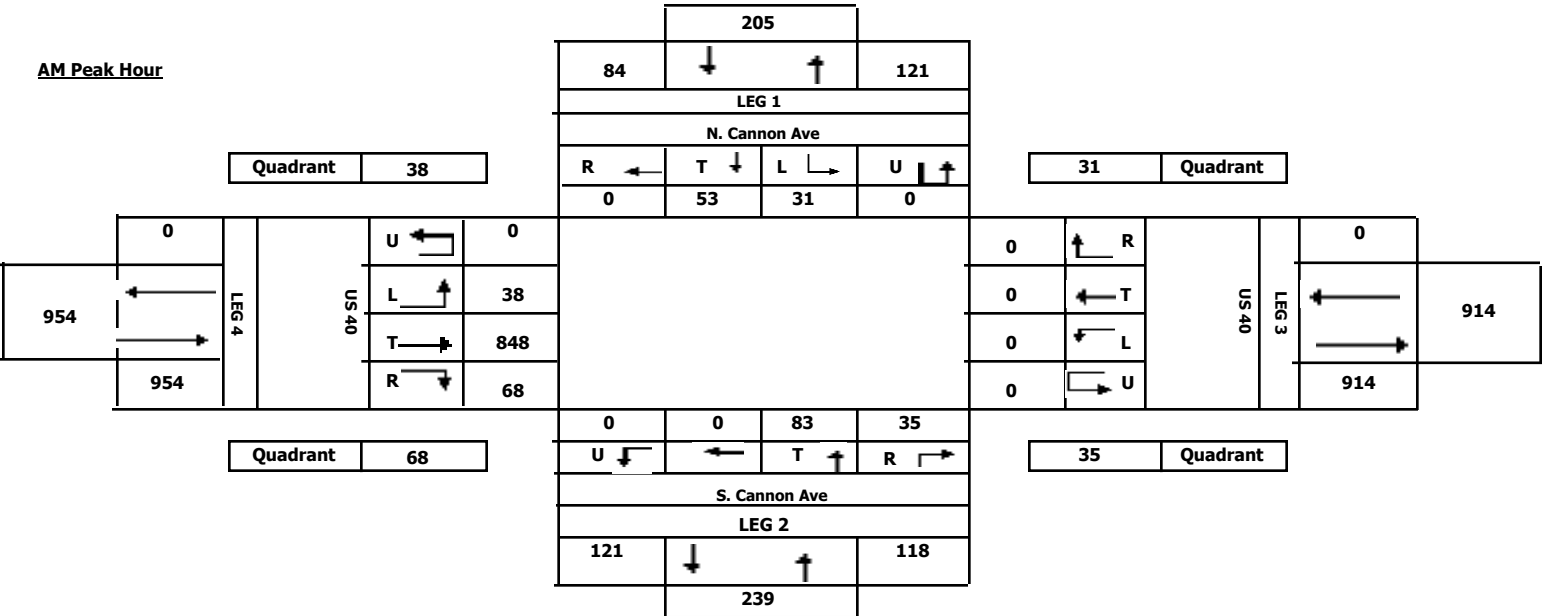 205
AM Peak Hour
84 121
LEG 1
N. Cannon Ave
Quadrant 38
R T L U
31 Quadrant
0 53 31 0
0 U 0
0 R 0
954 LEG 4 US 40 L 38
0 T US 40 LEG 3 914
T 848
0 L
954 R 68
0 U 914
0 0 83 35
Quadrant 68
U T R
35 Quadrant
S. Cannon Ave
LEG 2
121 118
239